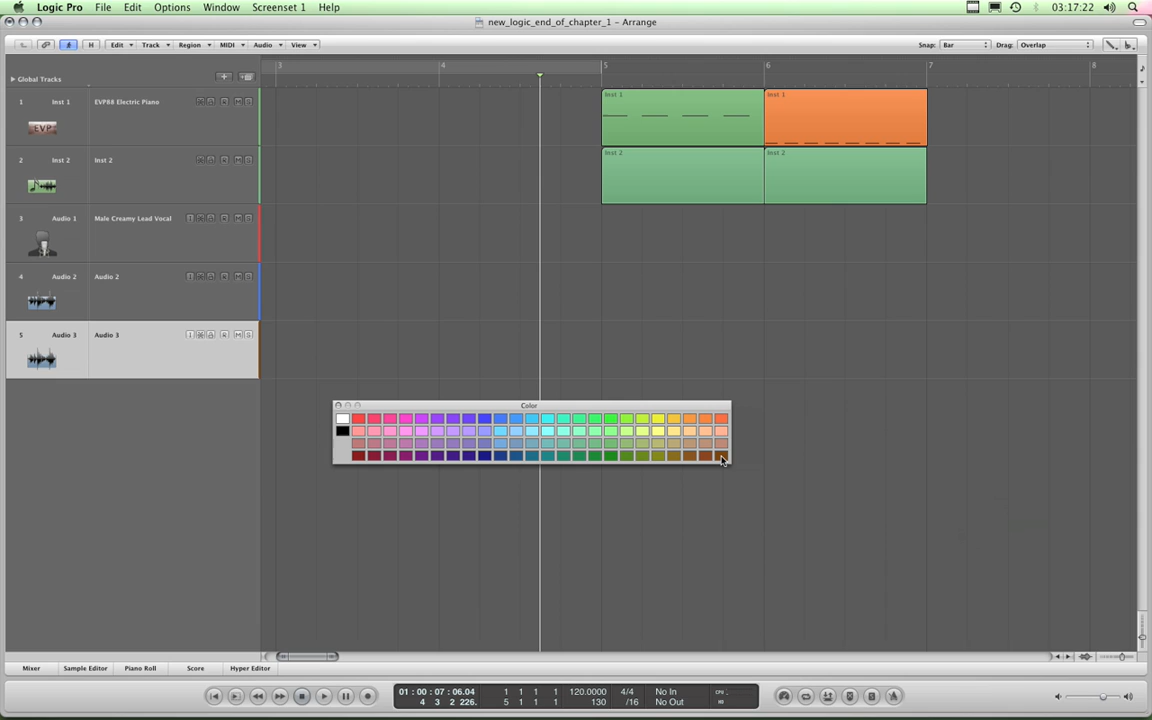 Logic Pro File Edit Options Window Screenset 1 Help 03:17:22
new_logic_end_of_chapter_1 – Arrange
H Edit Track Region MIDI Audio View Snap: Bar Drag: Overlap
Global Tracks 3 4 5 6 7 8
1 Inst 1 EVP88 Electric Piano R M S Inst 1 Inst 1
EVP
2 Inst 2 Inst 2 R M S Inst 2 Inst 2
3 Audio 1 Male Creamy Lead Vocal I R M S
4 Audio 2 Audio 2 I R M S
5 Audio 3 Audio 3 I R M S
Color
Mixer Sample Editor Piano Roll Score Hyper Editor
01 : 00 : 07 : 06.04 1 1 1 1 120.0000 4/4 No In CPU
4 3 2 226. 5 1 1 1 130 /16 No Out HD